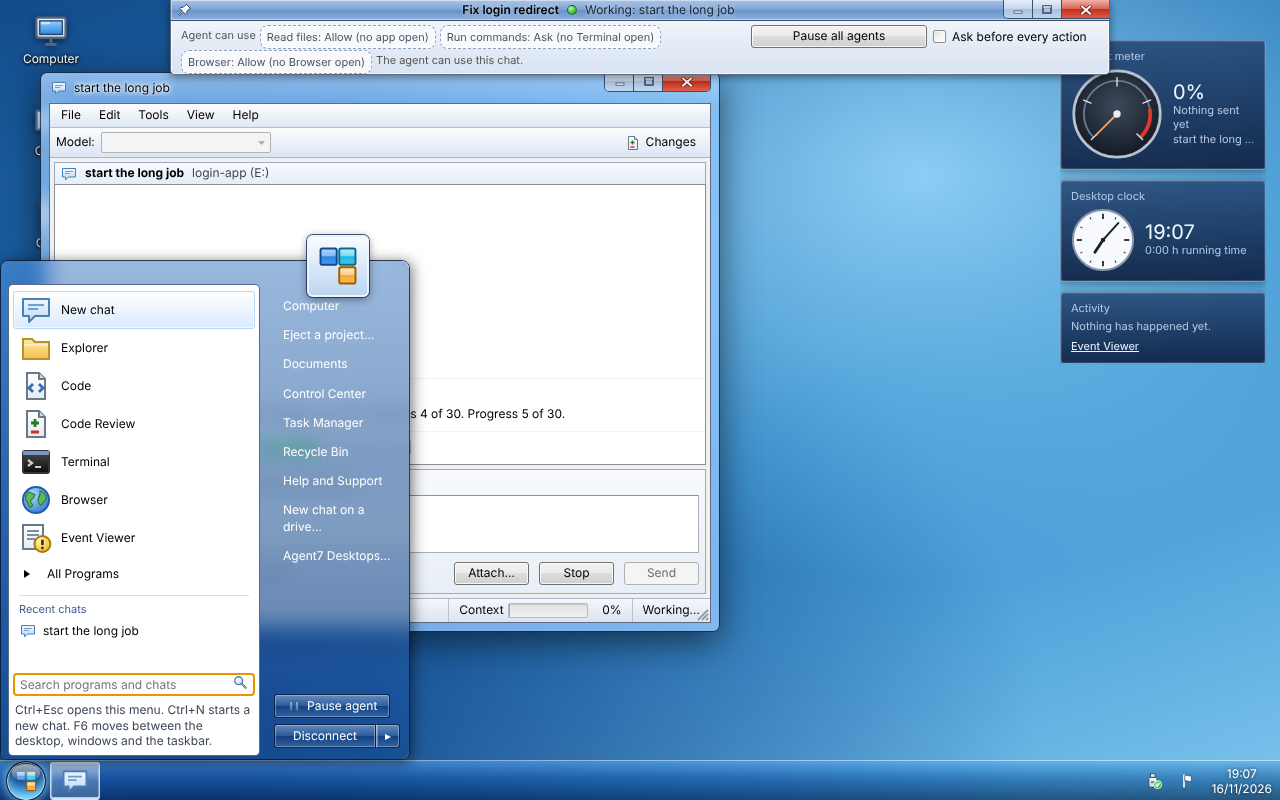 Fix login redirect Working: start the long job
Agent can use Read files: Allow (no app open) Run commands: Ask (no Terminal open)
Browser: Allow (no Browser open) The agent can use this chat.
Pause all agents Ask before every action
Computer
start the long job
File Edit Tools View Help
Model: Changes
start the long job login-app (E:)
4 of 30. Progress 5 of 30.
Attach... Stop Send
Context 0% Working...
New chat
Explorer
Code
Code Review
Terminal
Browser
Event Viewer
All Programs
Recent chats
start the long job
Search programs and chats
Ctrl+Esc opens this menu. Ctrl+N starts a
new chat. F6 moves between the
desktop, windows and the taskbar.
Computer
Eject a project...
Documents
Control Center
Task Manager
Recycle Bin
Help and Support
New chat on a
drive...
Agent7 Desktops...
Pause agent
Disconnect
meter
0%
Nothing sent
yet
start the long ...
Desktop clock
19:07
0:00 h running time
Activity
Nothing has happened yet.
Event Viewer
19:07
16/11/2026